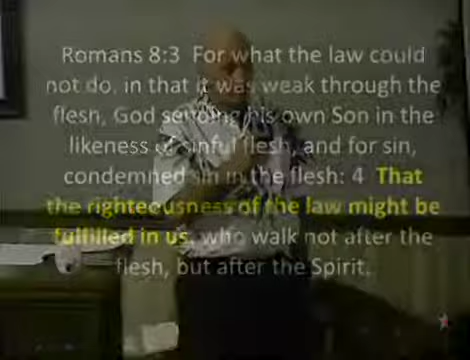 Romans 8:3 For what the law could
not do, in that it was weak through the
flesh, God sending his own Son in the
likeness of sinful flesh, and for sin,
condemned sin in the flesh: 4 That
the righteousness of the law might be
fulfilled in us, who walk not after the
flesh, but after the Spirit.